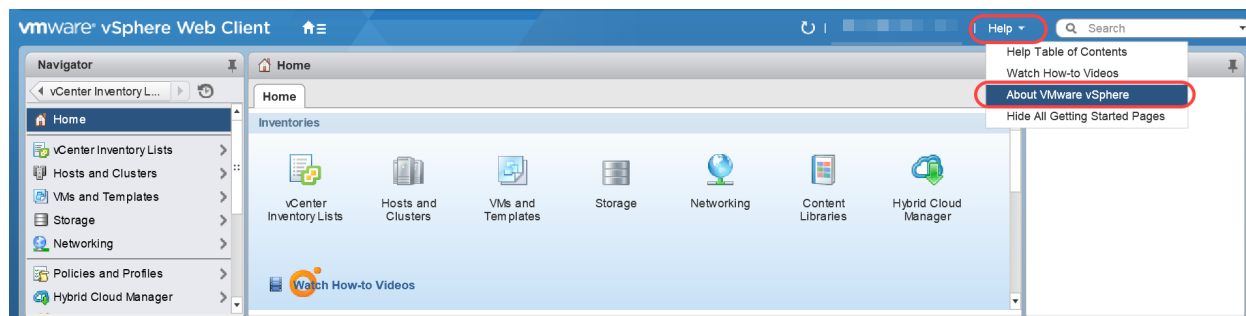 vmware® vSphere Web Client
Help
Search
Help Table of Contents
Watch How-to Videos
About VMware vSphere
Hide All Getting Started Pages
Navigator
vCenter Inventory L...
Home
vCenter Inventory Lists
Hosts and Clusters
VMs and Templates
Storage
Networking
Policies and Profiles
Hybrid Cloud Manager
Home
Home
Inventories
vCenter
Inventory Lists
Hosts and
Clusters
VMs and
Templates
Storage
Networking
Content
Libraries
Hybrid Cloud
Manager
Watch How-to Videos